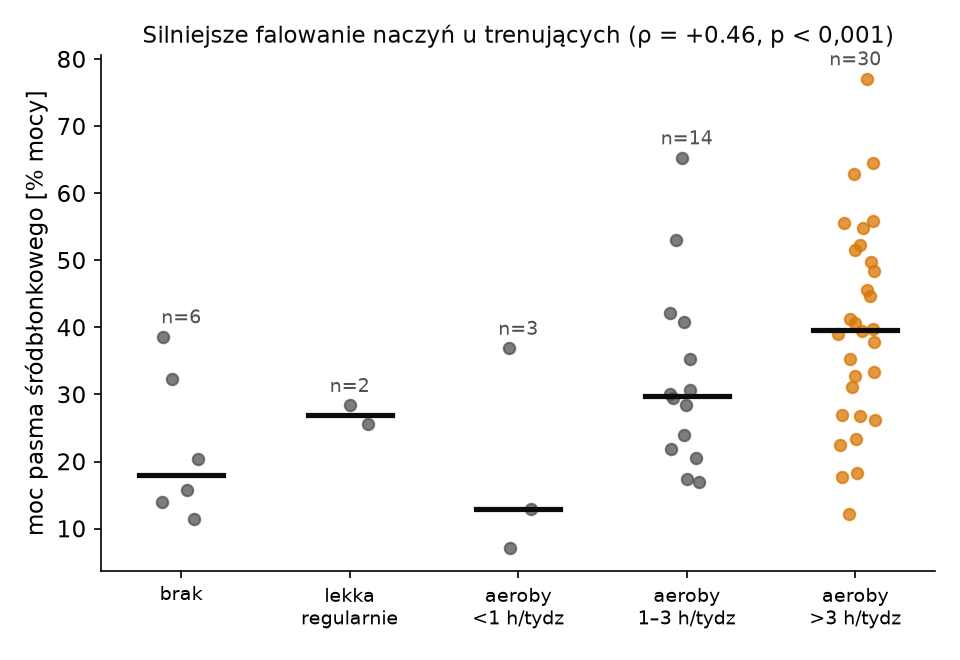 Silniejsze falowanie naczyń u trenujących (ρ = +0.46, p < 0,001)
moc pasma śródbłonkowego [% mocy]
80
70
60
50
40
30
20
10
n=6
n=2
n=3
n=14
n=30
brak
lekka
regularnie
aeroby
<1 h/tydz
aeroby
1–3 h/tydz
aeroby
>3 h/tydz